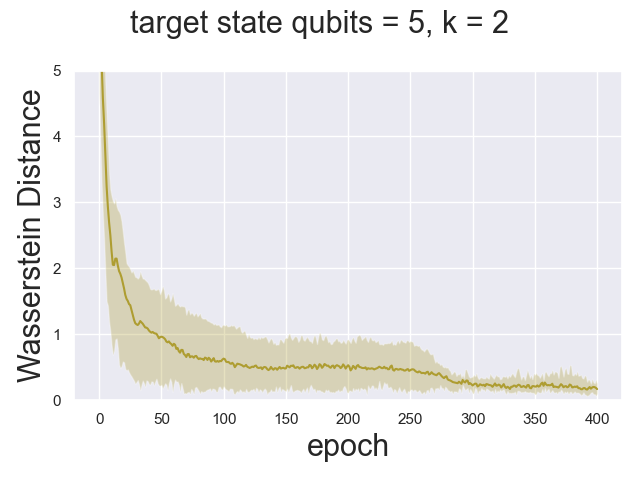 target state qubits = 5, k = 2
5
4
3
2
1
0
Wasserstein Distance
0 50 100 150 200 250 300 350 400
epoch